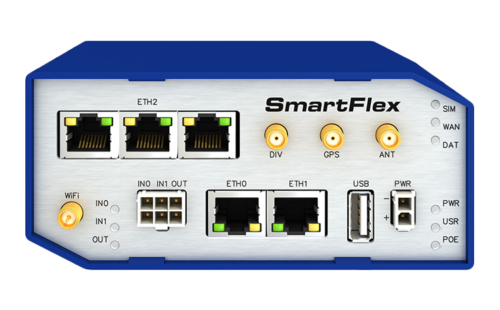 ETH2
SmartFlex
SIM
WAN
DAT
DIV
GPS
ANT
WiFi
IN0
IN1
OUT
IN0 IN1 OUT
ETH0
ETH1
USB
PWR
−
+
PWR
USR
POE